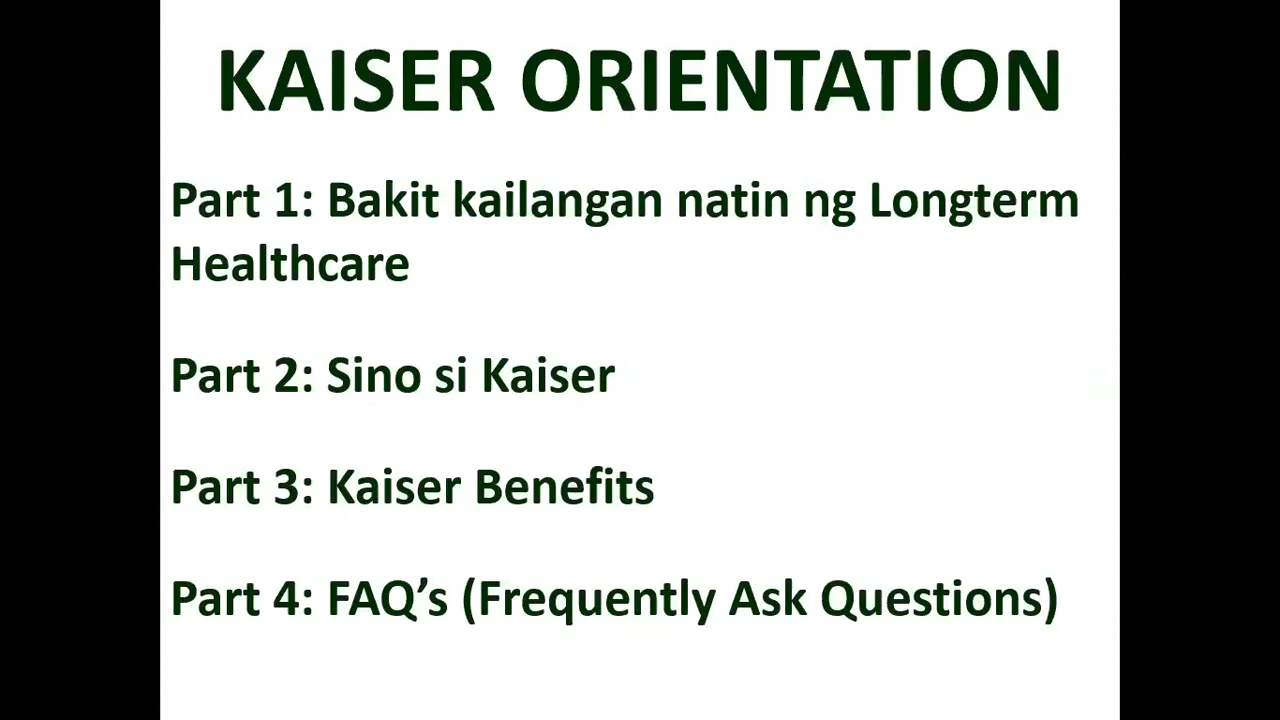 KAISER ORIENTATION
Part 1: Bakit kailangan natin ng Longterm
Healthcare
Part 2: Sino si Kaiser
Part 3: Kaiser Benefits
Part 4: FAQ’s (Frequently Ask Questions)